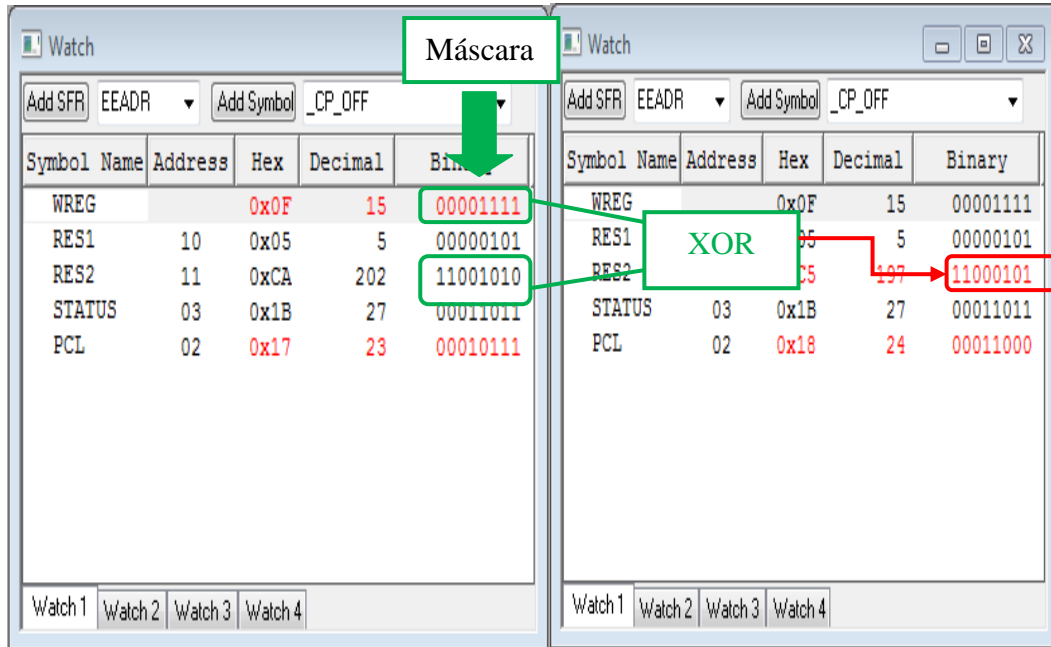 Watch
Máscara
Add SFR EEADR Add Symbol _CP_OFF
Symbol Name Address Hex Decimal
WREG 0x0F 15 00001111
RES1 10 0x05 5 00000101
RES2 11 0xCA 202 11001010
STATUS 03 0x1B 27 00011011
PCL 02 0x17 23 00010111
Watch 1 Watch 2 Watch 3 Watch 4
Watch
Add SFR EEADR Add Symbol _CP_OFF
Symbol Name Address Hex Decimal Binary
WREG 0x0F 15 00001111
RES1 5 00000101
XOR
RES2 197 11000101
STATUS 03 0x1B 27 00011011
PCL 02 0x18 24 00011000
Watch 1 Watch 2 Watch 3 Watch 4